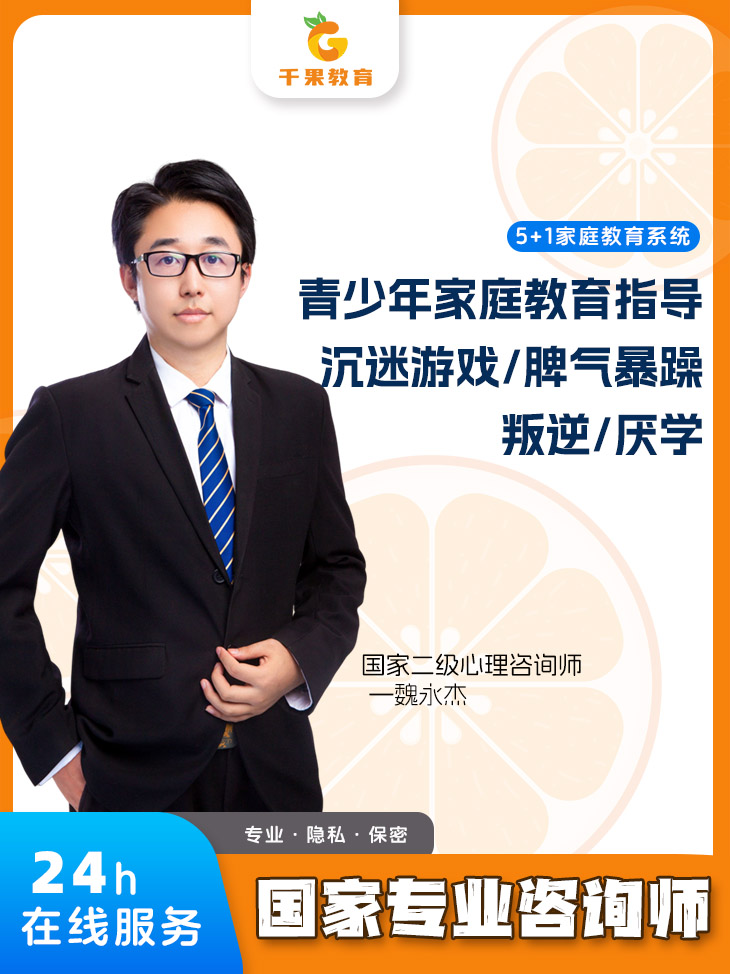 千果教育
5+1家庭教育系统
青少年家庭教育指导
沉迷游戏/脾气暴躁
叛逆/厌学
国家二级心理咨询师
—魏永杰
专业·隐私·保密
24h
在线服务
国家专业咨询师